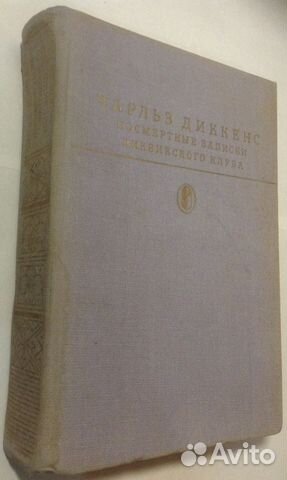 ЧАРЛЬЗ ДИККЕНС
ПОСМЕРТНЫЕ ЗАПИСКИ
ПИКВИКСКОГО КЛУБА
Avito